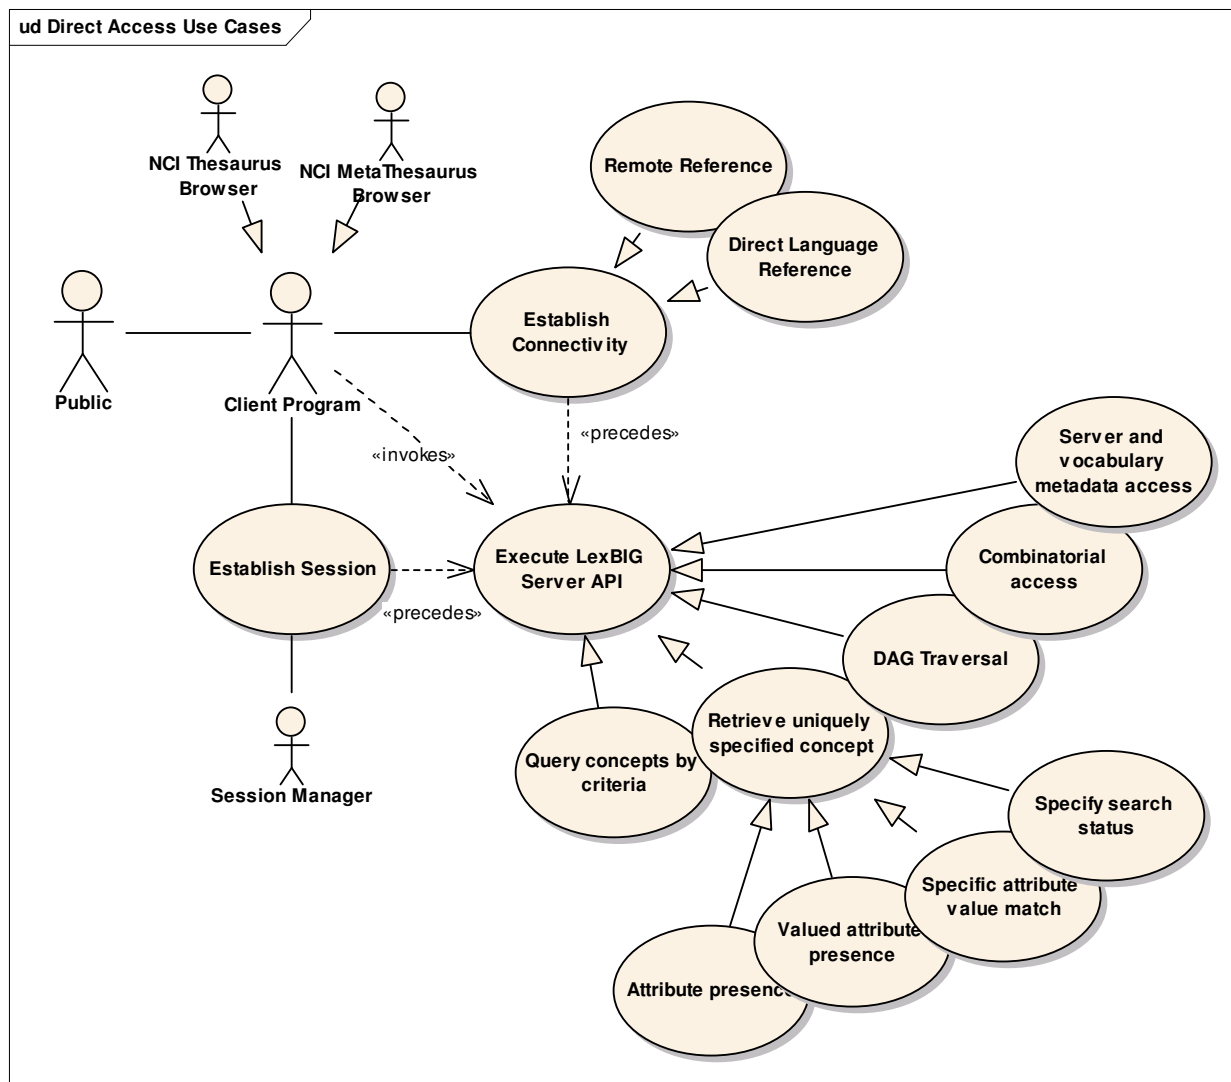 ud Direct Access Use Cases
NCI Thesaurus
Browser
NCI MetaThesaurus
Browser
Remote Reference
Direct Language
Reference
Establish
Connectivity
Public
Client Program
«invokes»
«precedes»
Server and
vocabulary
metadata access
Establish Session
Execute LexBIG
Server API
Combinatorial
access
«precedes»
DAG Traversal
Retrieve uniquely
specified concept
Query concepts by
criteria
Session Manager
Specify search
status
Specific attribute
value match
Valued attribute
presence
Attribute presence